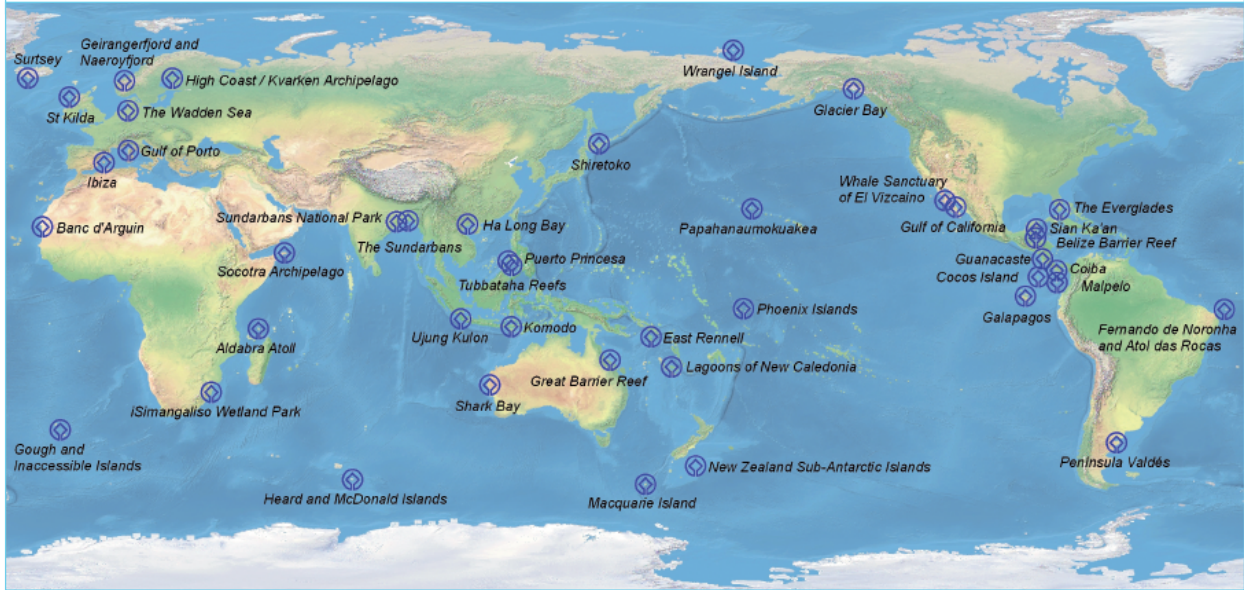 Geirangerfjord and
Naeroyfjord
Surtsey
High Coast / Kvarken Archipelago
Wrangel Island
St Kilda
The Wadden Sea
Glacier Bay
Gulf of Porto
Shiretoko
Ibiza
Whale Sanctuary
of El Vizcaino
Banc d'Arguin
Sundarbans National Park
Ha Long Bay
Papahanaumokuakea
Gulf of California
The Everglades
Sian Ka'an
The Sundarbans
Belize Barrier Reef
Socotra Archipelago
Puerto Princesa
Guanacaste
Coiba
Tubbataha Reefs
Cocos Island
Malpelo
Phoenix Islands
Galapagos
Ujung Kulon
Komodo
East Rennell
Fernando de Noronha
and Atol das Rocas
Aldabra Atoll
Lagoons of New Caledonia
Great Barrier Reef
Shark Bay
iSimangaliso Wetland Park
Gough and
Inaccessible Islands
Península Valdés
New Zealand Sub-Antarctic Islands
Heard and McDonald Islands
Macquarie Island